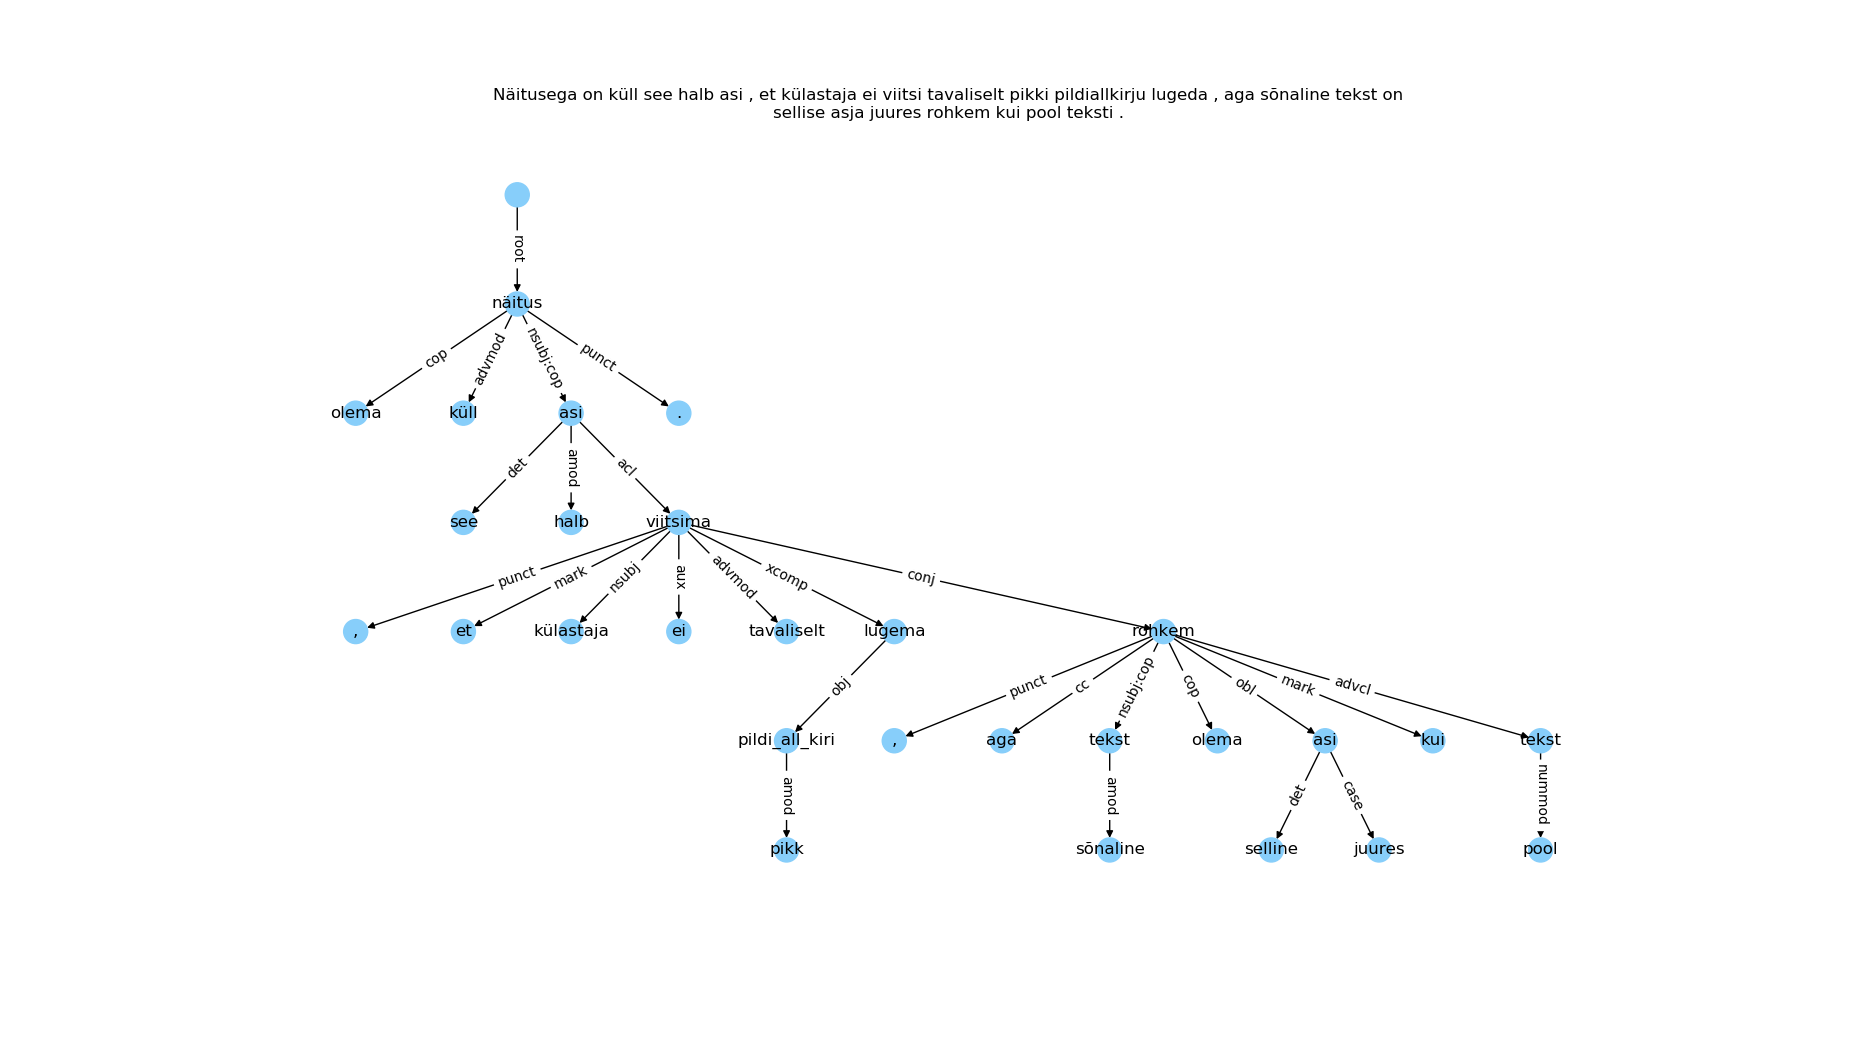 Näitusega on küll see halb asi , et külastaja ei viitsi tavaliselt pikki pildiallkirju lugeda , aga sõnaline tekst on
sellise asja juures rohkem kui pool teksti .
root
näitus
cop advmod nsubj:cop punct
olema küll asi .
det amod acl
see halb viitsima
punct mark nsubj aux advmod xcomp conj
, et külastaja ei tavaliselt lugema rohkem
obj punct cc nsubj:cop cop obl mark advcl
pildi_all_kiri , aga tekst olema asi kui tekst
amod amod det case nummod
pikk sõnaline selline juures pool